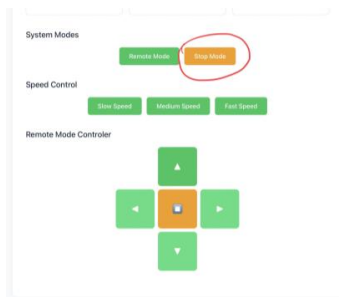 System Modes
Remote Mode Stop Mode
Speed Control
Slow Speed Medium Speed Fast Speed
Remote Mode Controler